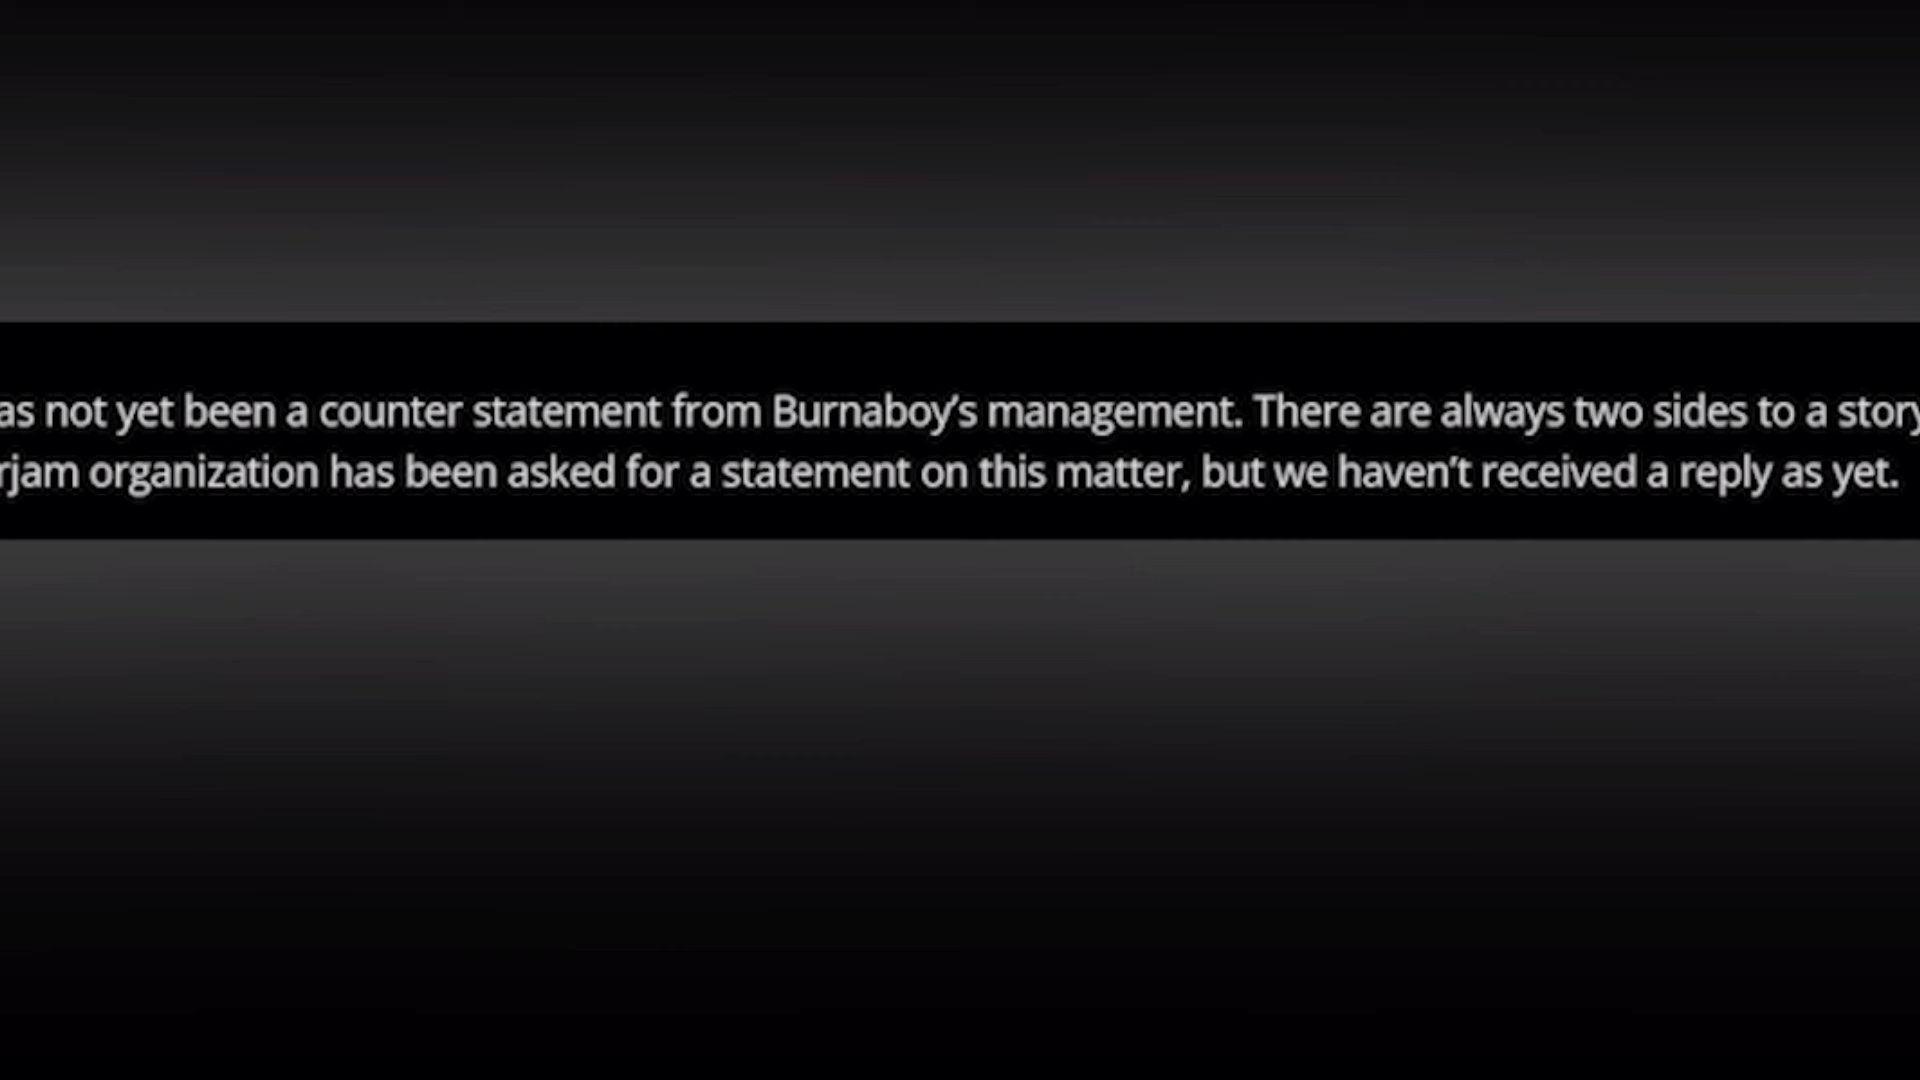 as not yet been a counter statement from Burnaboy’s management. There are always two sides to a story
rjam organization has been asked for a statement on this matter, but we haven’t received a reply as yet.